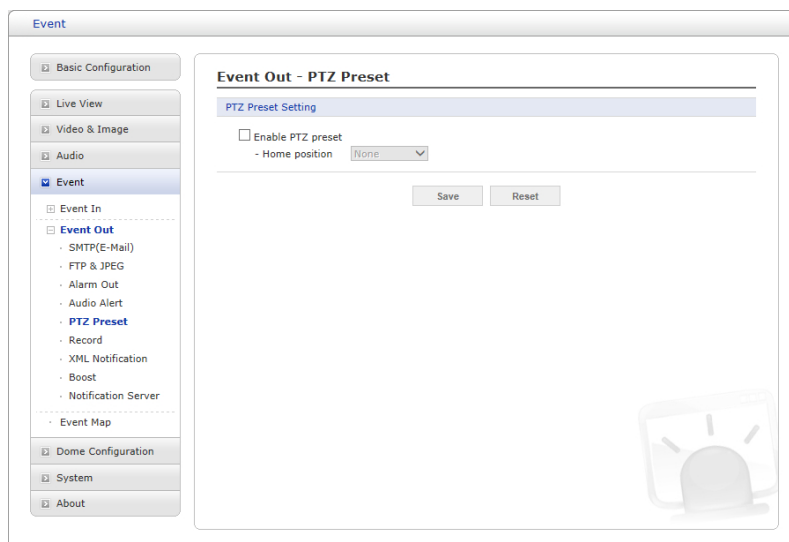 Event
Basic Configuration
Live View
Video & Image
Audio
Event
Event In
Event Out
· SMTP(E-Mail)
· FTP & JPEG
· Alarm Out
· Audio Alert
· PTZ Preset
· Record
· XML Notification
· Boost
· Notification Server
· Event Map
Dome Configuration
System
About
Event Out - PTZ Preset
PTZ Preset Setting
Enable PTZ preset
- Home position None
Save Reset